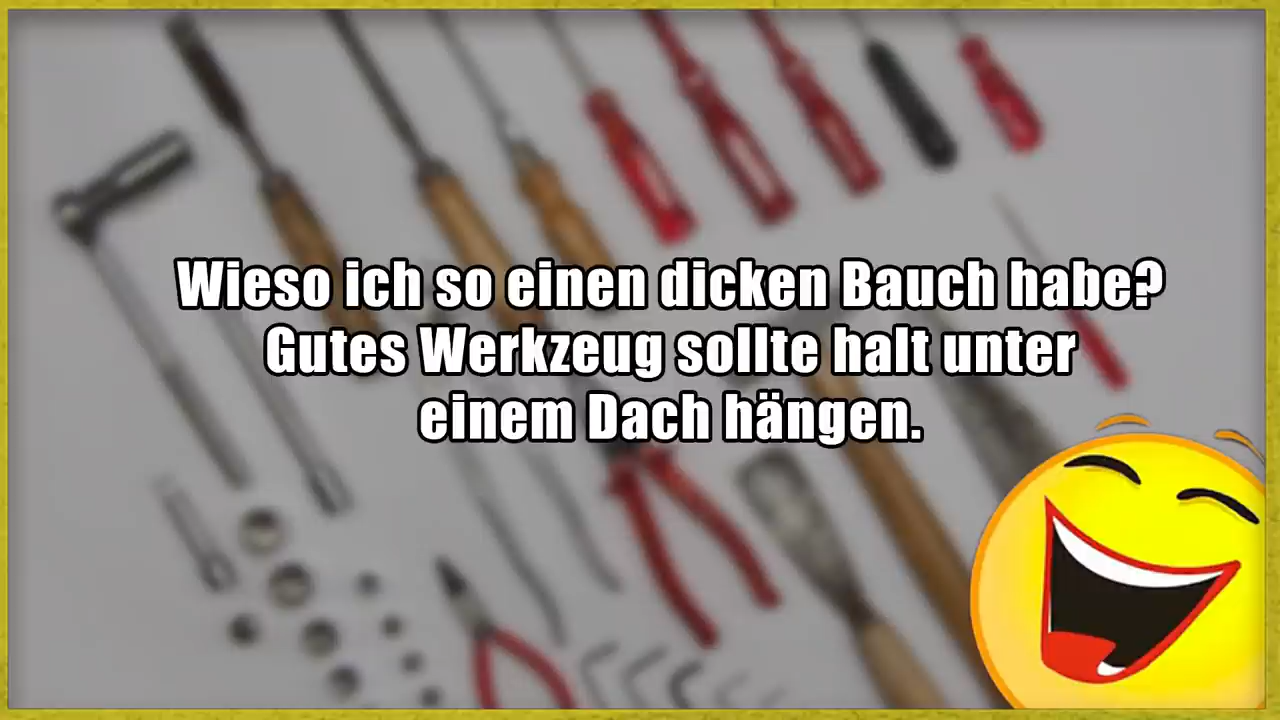 Wieso ich so einen dicken Bauch habe?
Gutes Werkzeug sollte halt unter
einem Dach hängen.